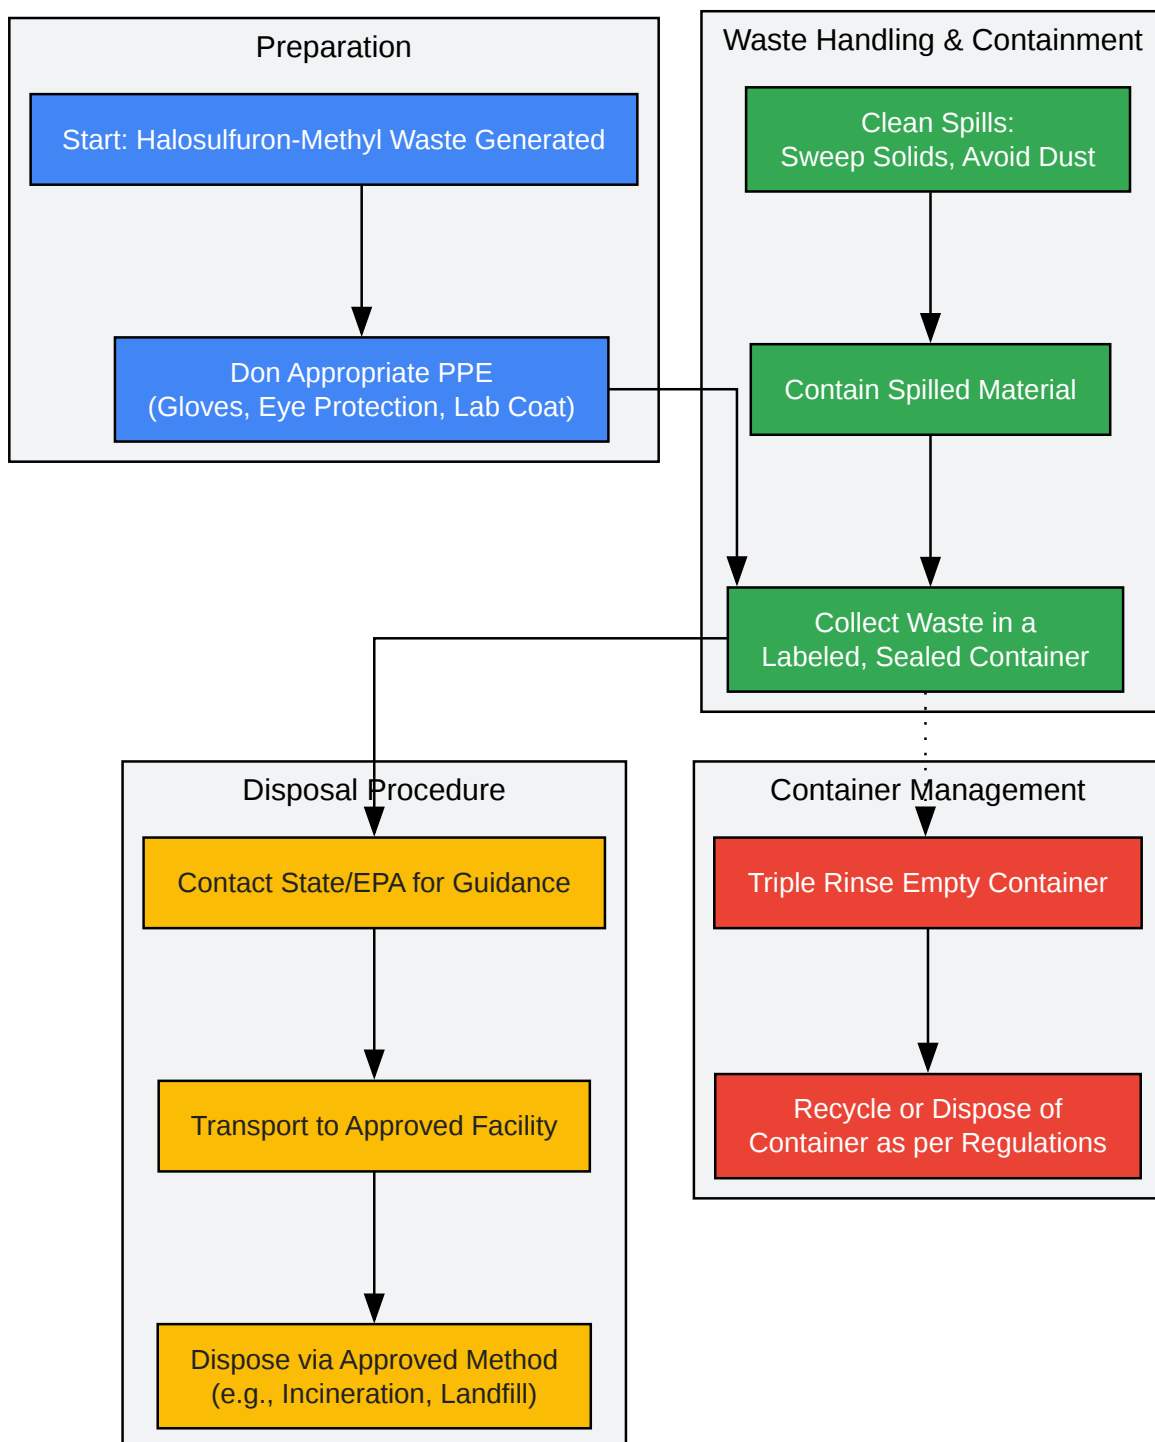 Preparation
Start: Halosulfuron-Methyl Waste Generated
Don Appropriate PPE
(Gloves, Eye Protection, Lab Coat)
Waste Handling & Containment
Clean Spills:
Sweep Solids, Avoid Dust
Contain Spilled Material
Collect Waste in a
Labeled, Sealed Container
Disposal Procedure
Contact State/EPA for Guidance
Transport to Approved Facility
Dispose via Approved Method
(e.g., Incineration, Landfill)
Container Management
Triple Rinse Empty Container
Recycle or Dispose of
Container as per Regulations